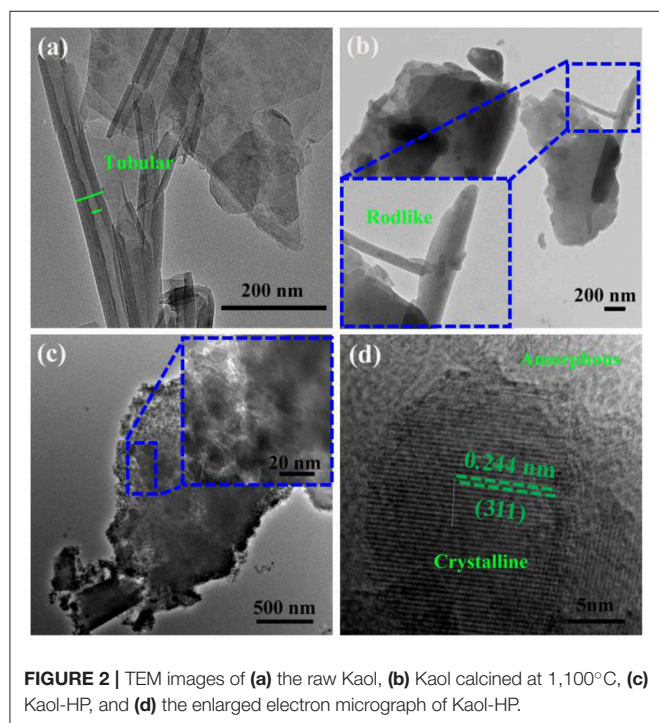 (a)
Tubular
200 nm
(b)
Rodlike
200 nm
(c)
20 nm
500 nm
(d)
Amorphous
0.244 nm
(311)
Crystalline
5nm
FIGURE 2 | TEM images of (a) the raw Kaol, (b) Kaol calcined at 1,100°C, (c)
Kaol-HP, and (d) the enlarged electron micrograph of Kaol-HP.